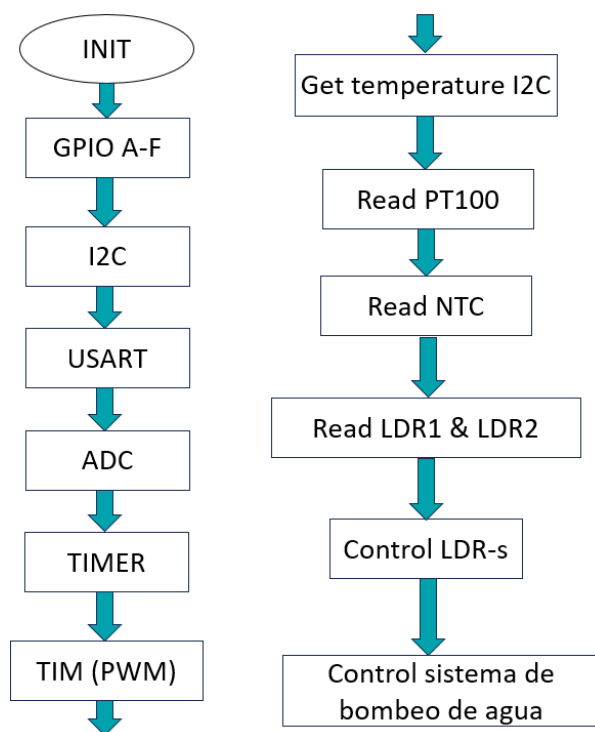 INIT
GPIO A-F
I2C
USART
ADC
TIMER
TIM (PWM)
Get temperature I2C
Read PT100
Read NTC
Read LDR1 & LDR2
Control LDR-s
Control sistema de
bombeo de agua